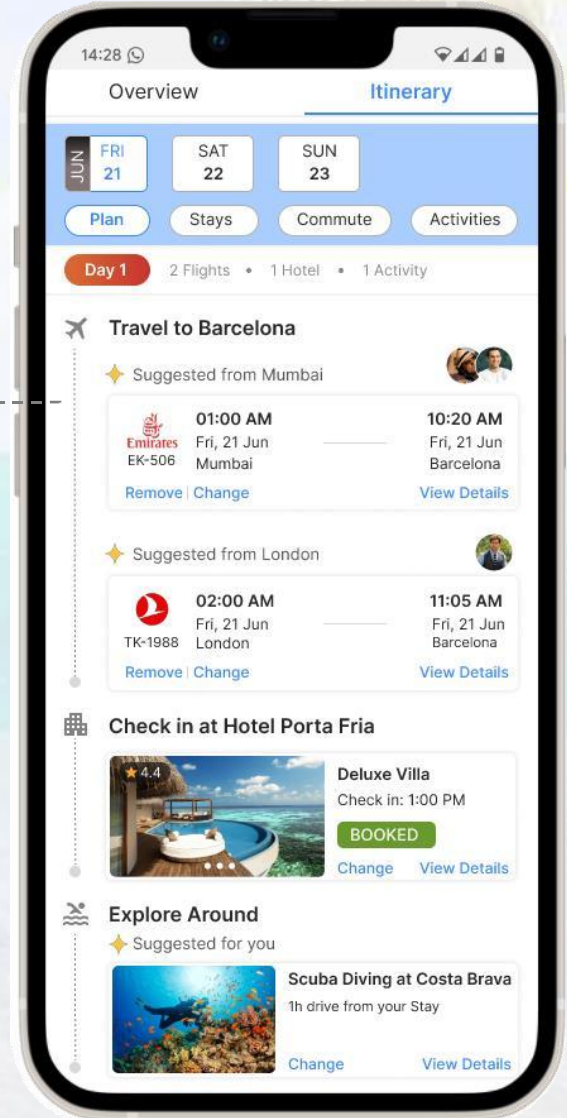 14:28
Overview Itinerary
JUN FRI 21 SAT 22 SUN 23
Plan Stays Commute Activities
Day 1 2 Flights • 1 Hotel • 1 Activity
Travel to Barcelona
Suggested from Mumbai
01:00 AM 10:20 AM
Emirates Fri, 21 Jun Fri, 21 Jun
EK-506 Mumbai Barcelona
Remove | Change View Details
Suggested from London
02:00 AM 11:05 AM
Fri, 21 Jun Fri, 21 Jun
TK-1988 London Barcelona
Remove | Change View Details
Check in at Hotel Porta Fria
4.4 Deluxe Villa
Check in: 1:00 PM
BOOKED
Change View Details
Explore Around
Suggested for you
Scuba Diving at Costa Brava
1h drive from your Stay
Change View Details